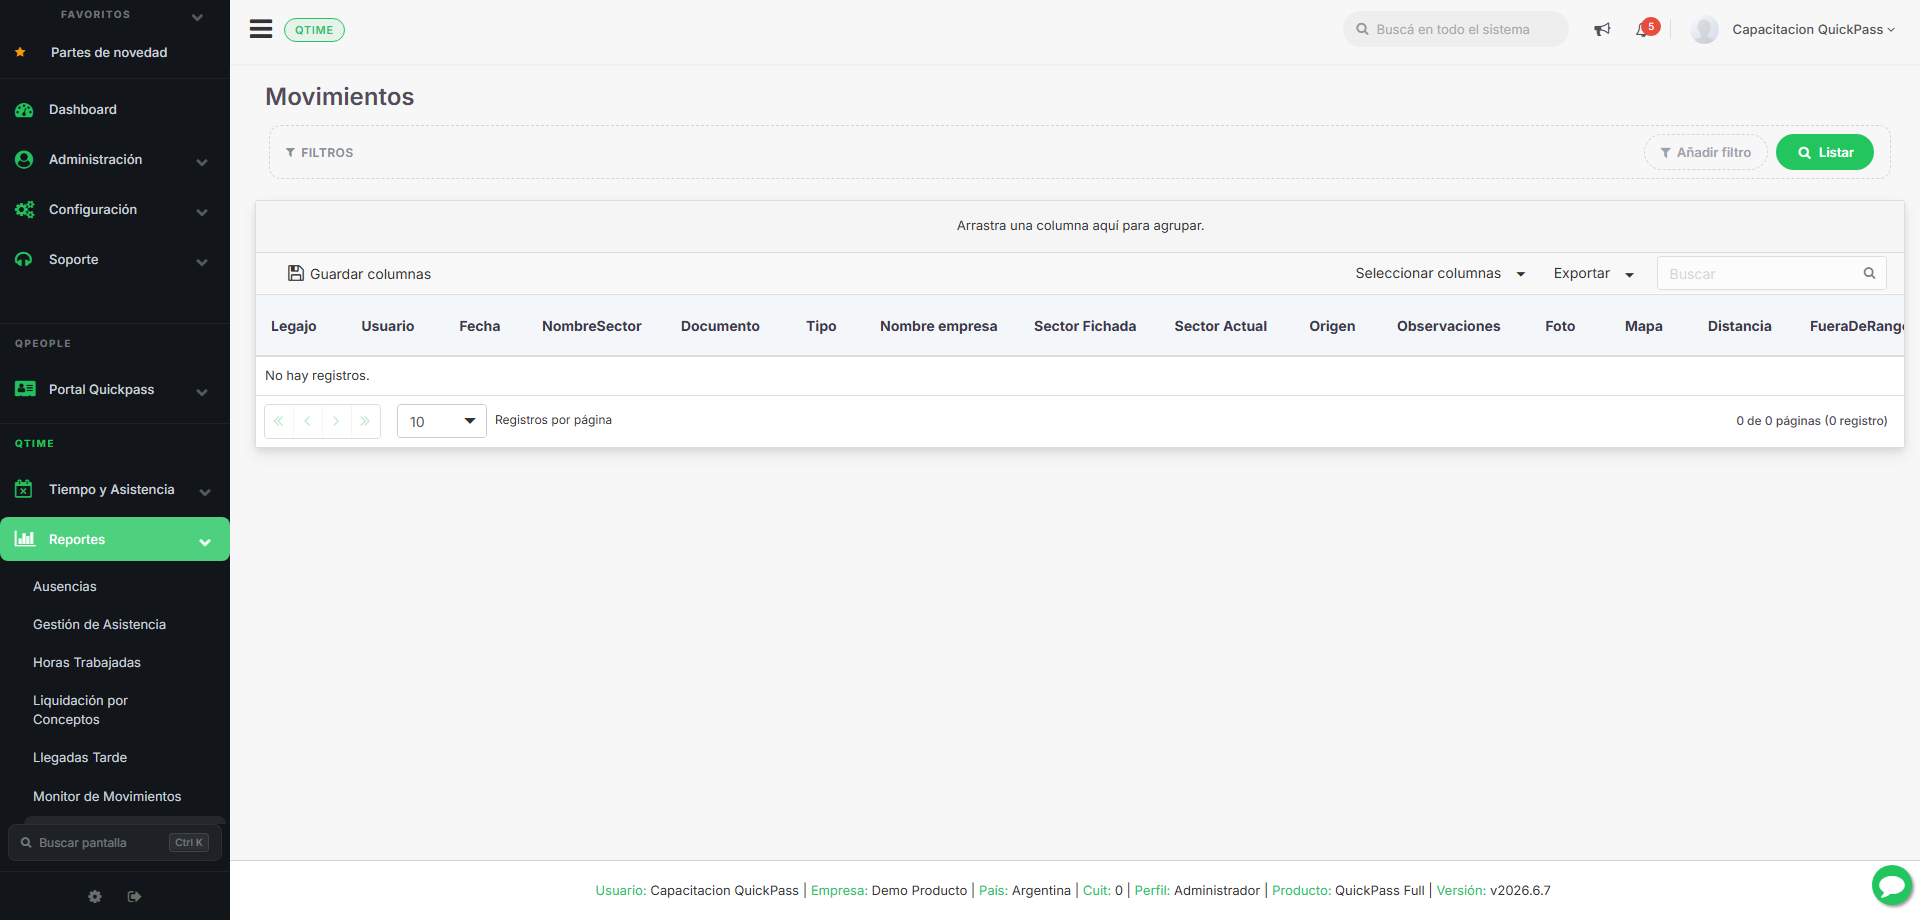 FAVORITOS
Partes de novedad
Dashboard
Administración
Configuración
Soporte
QPEOPLE
Portal Quickpass
QTIME
Tiempo y Asistencia
Reportes
Ausencias
Gestión de Asistencia
Horas Trabajadas
Liquidación por
Conceptos
Llegadas Tarde
Monitor de Movimientos
Buscar pantalla Ctrl K
QTIME
Buscá en todo el sistema
5
Capacitacion QuickPass
Movimientos
FILTROS
Añadir filtro
Listar
Arrastra una columna aquí para agrupar.
Guardar columnas
Seleccionar columnas
Exportar
Buscar
Legajo Usuario Fecha NombreSector Documento Tipo Nombre empresa Sector Fichada Sector Actual Origen Observaciones Foto Mapa Distancia FueraDeRango
No hay registros.
10 Registros por página
0 de 0 páginas (0 registro)
Usuario: Capacitacion QuickPass | Empresa: Demo Producto | País: Argentina | Cuit: 0 | Perfil: Administrador | Producto: QuickPass Full | Versión: v2026.6.7